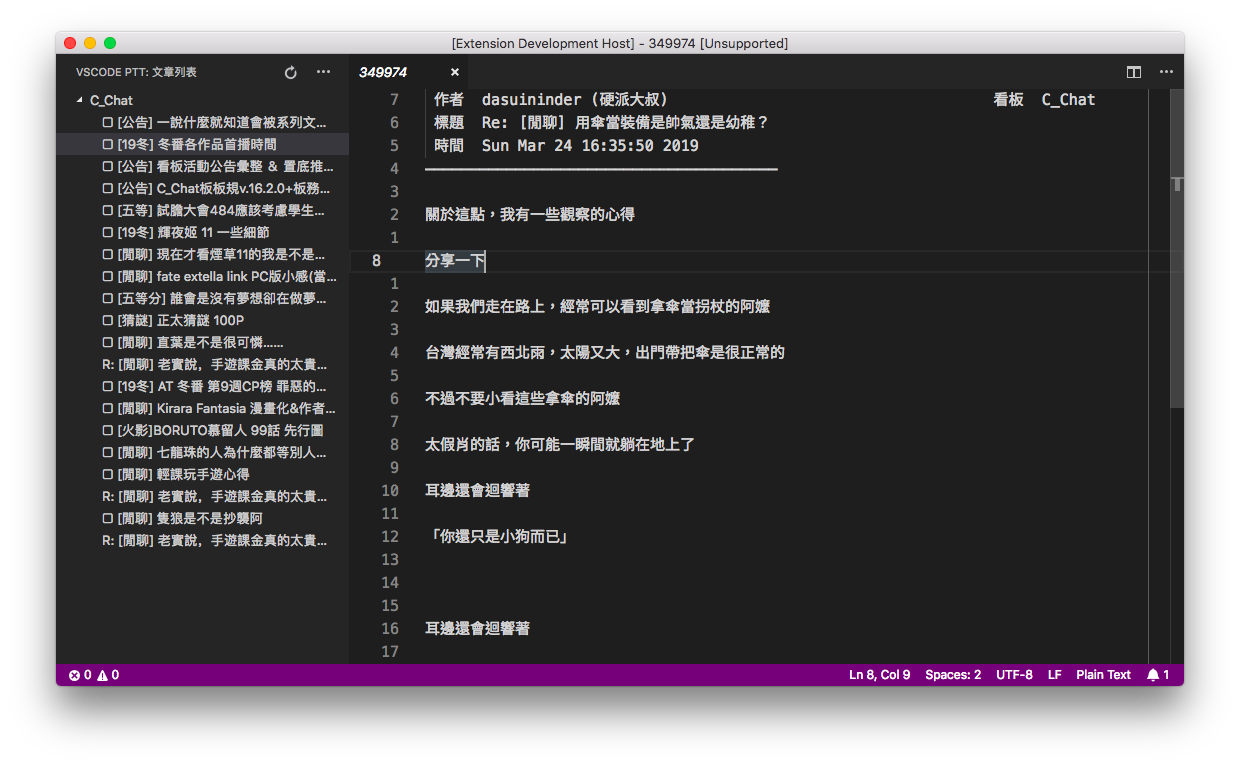 [Extension Development Host] - 349974 [Unsupported]
VSCODE PTT: 文章列表
C_Chat
[公告] 一說什麼就知道會被系列文...
[19冬] 冬番各作品首播時間
[公告] 看板活動公告彙整 & 置底推...
[公告] C_Chat板板規v.16.2.0+板務...
[五等] 試膽大會484應該考慮學生...
[19冬] 輝夜姬 11 一些細節
[閒聊] 現在才看煙草11的我是不是...
[閒聊] fate extella link PC版小感(當...
[五等分] 誰會是沒有夢想卻在做夢...
[猜謎] 正太猜謎 100P
[閒聊] 直葉是不是很可憐......
R: [閒聊] 老實說，手遊課金真的太貴...
[19冬] AT 冬番 第9週CP榜 罪惡的...
[閒聊] Kirara Fantasia 漫畫化&作者...
[火影]BORUTO慕留人 99話 先行圖
[閒聊] 七龍珠的人為什麼都等別人...
[閒聊] 輕課玩手遊心得
R: [閒聊] 老實說，手遊課金真的太貴...
[閒聊] 隻狼是不是抄襲阿
R: [閒聊] 老實說，手遊課金真的太貴...
349974
7 作者 dasuininder (硬派大叔) 看板 C_Chat
6 標題 Re: [閒聊] 用傘當裝備是帥氣還是幼稚？
5 時間 Sun Mar 24 16:35:50 2019
4
3
2 關於這點，我有一些觀察的心得
1
8 分享一下
1
2 如果我們走在路上，經常可以看到拿傘當拐杖的阿嬤
3
4 台灣經常有西北雨，太陽又大，出門帶把傘是很正常的
5
6 不過不要小看這些拿傘的阿嬤
7
8 太假肖的話，你可能一瞬間就躺在地上了
9
10 耳邊還會迴響著
11
12 「你還只是小狗而已」
13
14
15
16 耳邊還會迴響著
17
0 0 Ln 8, Col 9 Spaces: 2 UTF-8 LF Plain Text 1